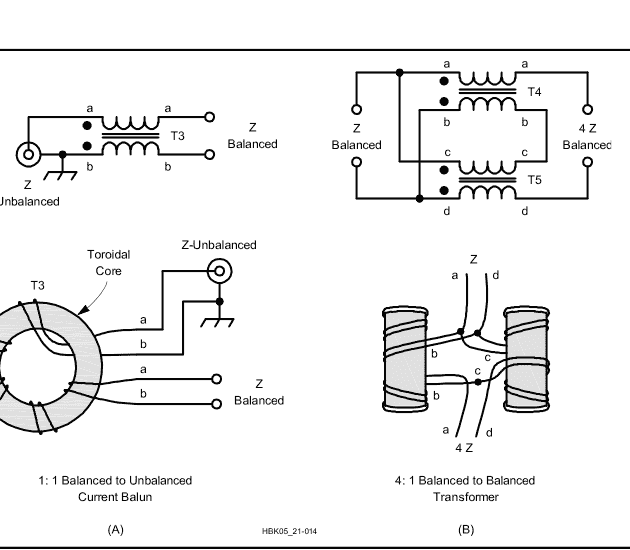 a a
T3
b b
Z
Balanced
Z
Unbalanced
a a
T4
b b
Z
Balanced
4 Z
Balanced
c c
T5
d d
Z-Unbalanced
Toroidal
Core
T3
a
b
a
b
Z
Balanced
Z
a d
b
c
c
b
a d
4 Z
1: 1 Balanced to Unbalanced
Current Balun
4: 1 Balanced to Balanced
Transformer
(A)
HBK05_21-014
(B)